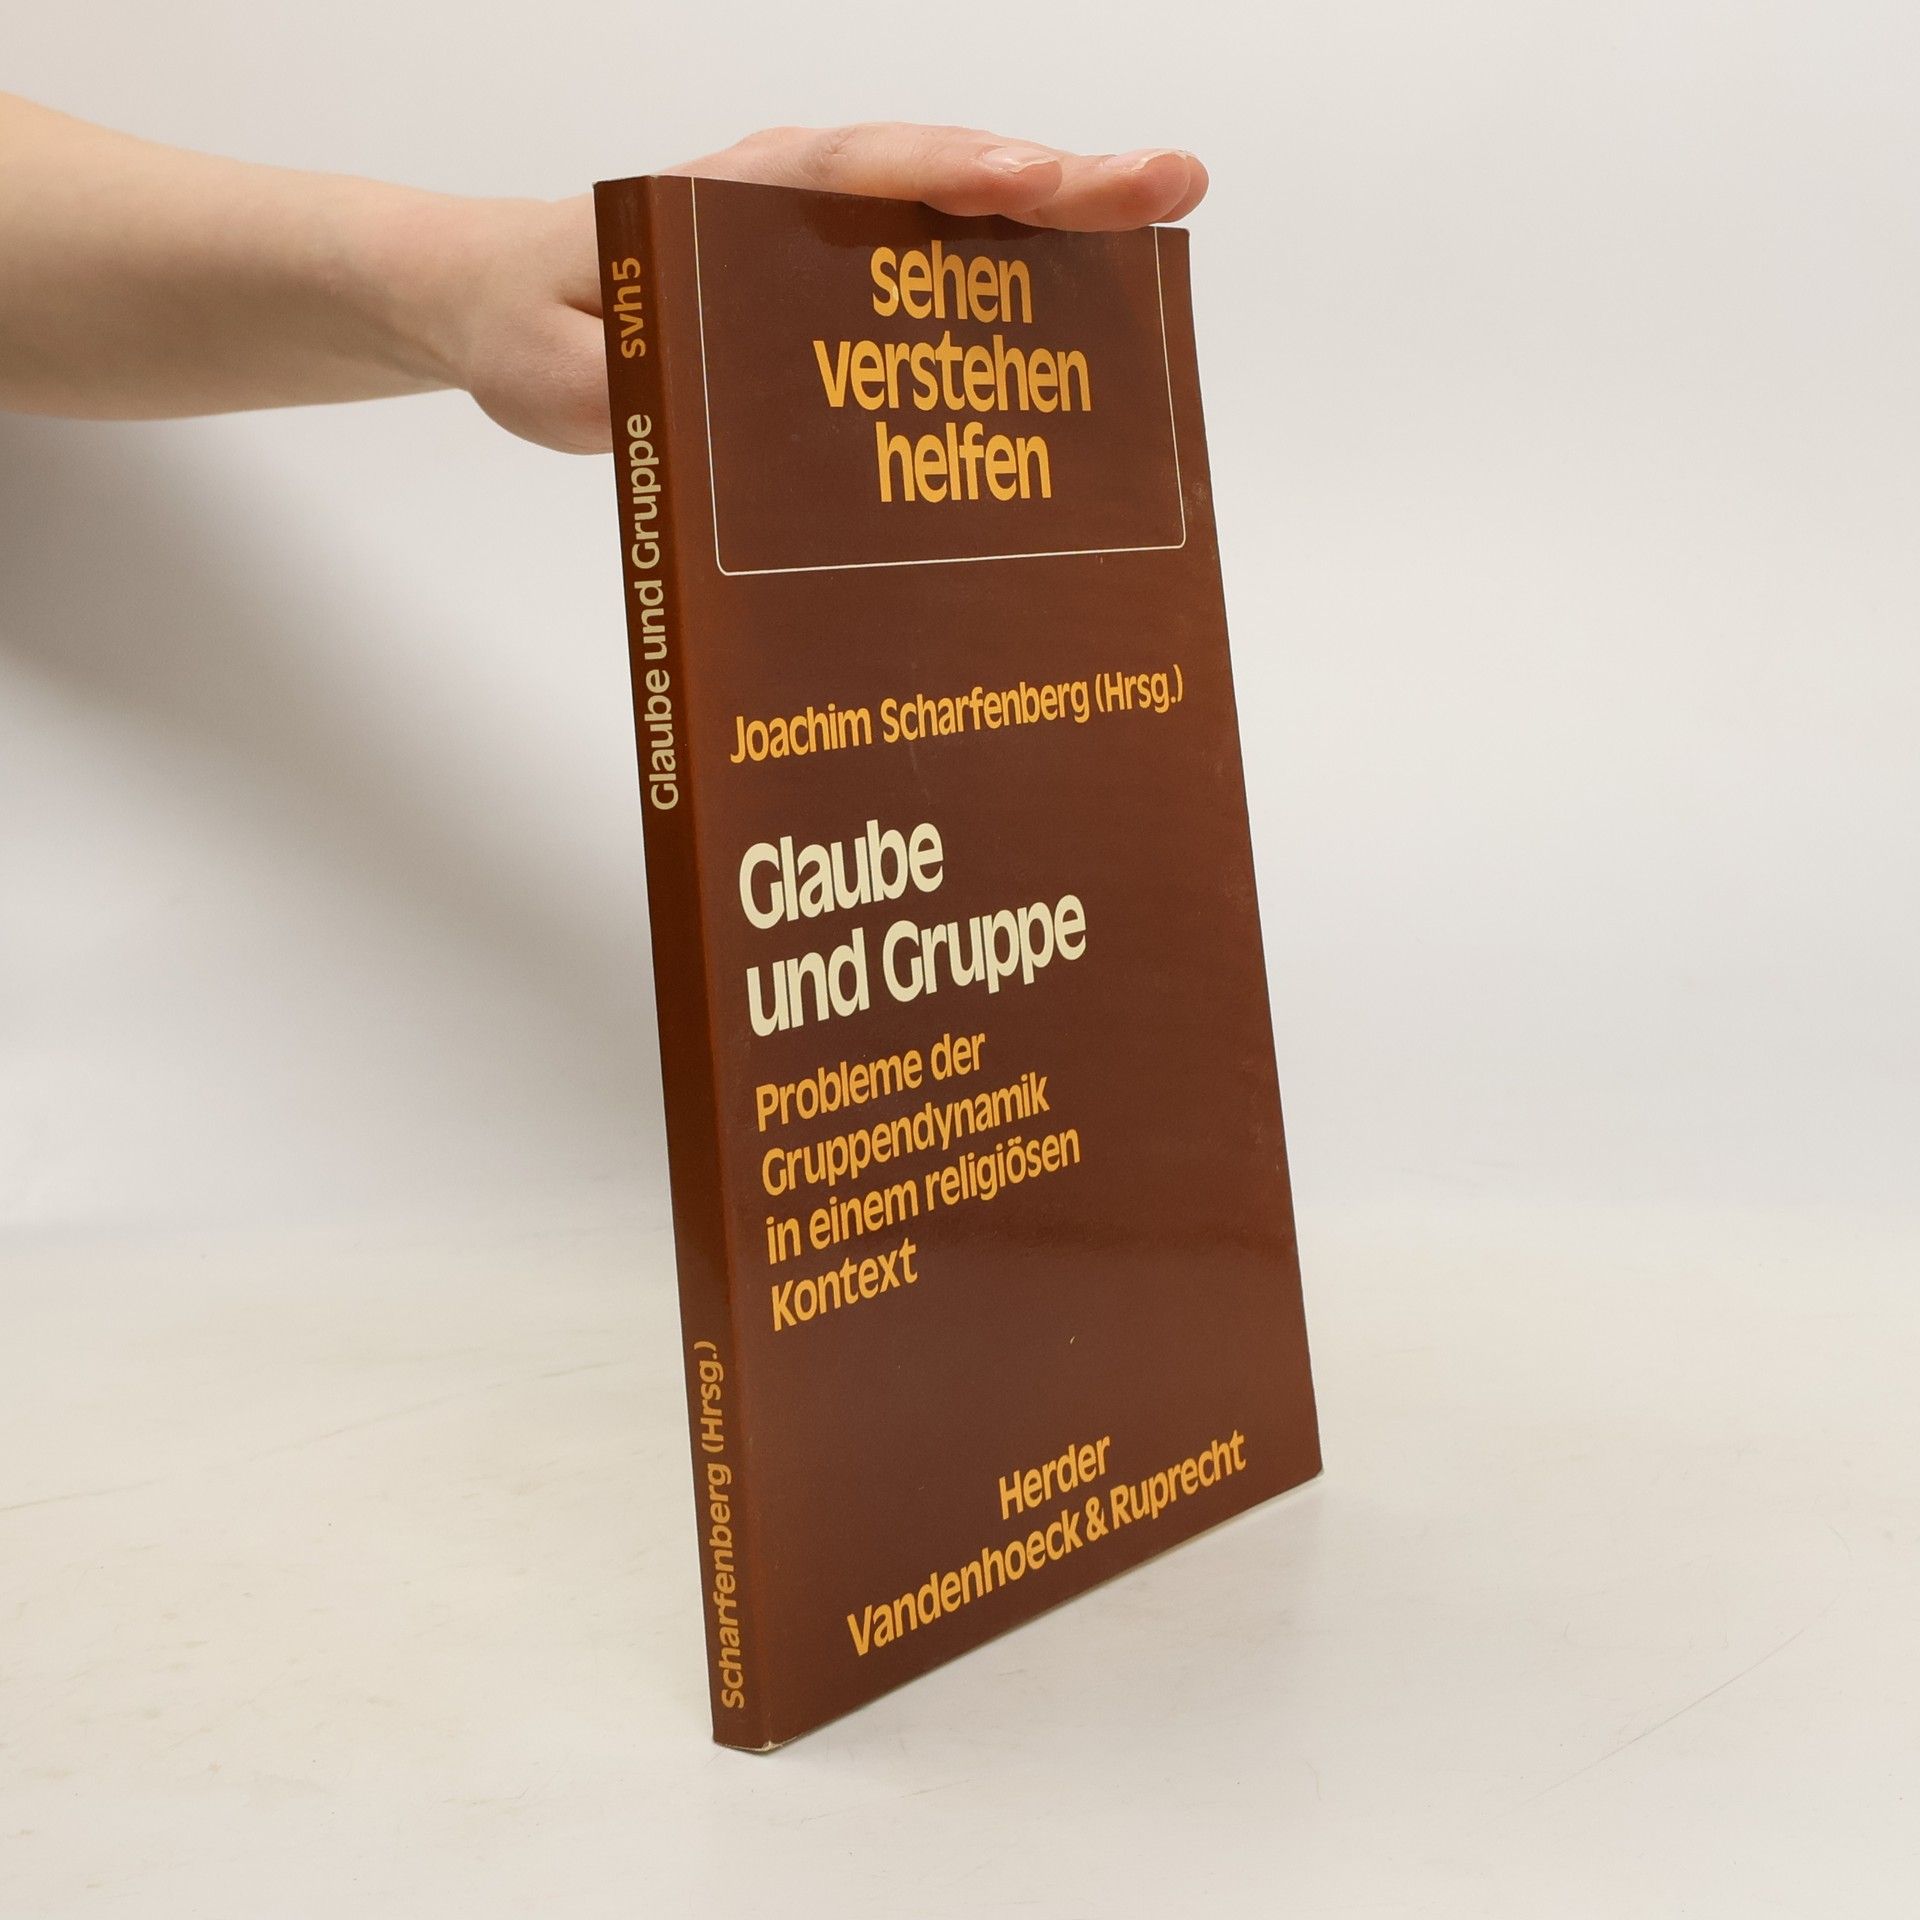 sehen
verstehen
helfen
Joachim Scharfenberg (Hrsg.)
Glaube
und Gruppe
Probleme der
Gruppendynamik
in einem religiösen
Kontext
Herder
Vandenhoeck & Ruprecht
Scharfenberg (Hrsg.) Glaube und Gruppe svh5